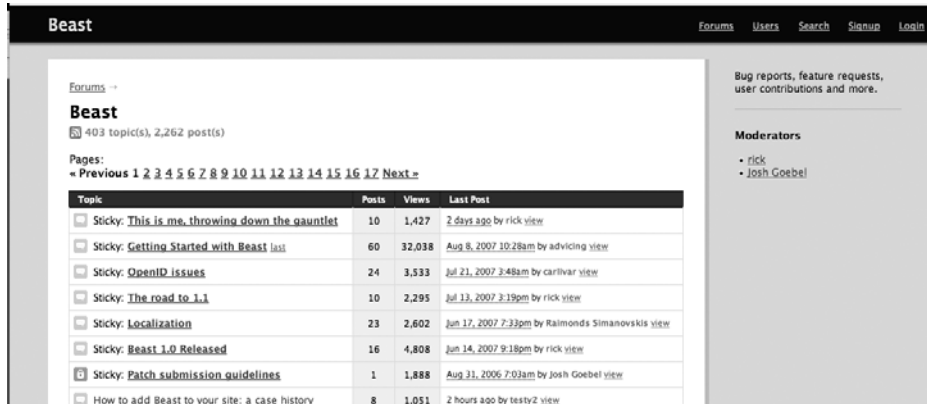 Beast
Forums Users Search Signup Login
Forums →
Beast
403 topic(s), 2,262 post(s)
Pages:
« Previous 1 2 3 4 5 6 7 8 9 10 11 12 13 14 15 16 17 Next »
Topic Posts Views Last Post
Sticky: This is me, throwing down the gauntlet 10 1,427 2 days ago by rick view
Sticky: Getting Started with Beast last 60 32,038 Aug 8, 2007 10:28am by advicing view
Sticky: OpenID issues 24 3,533 Jul 21, 2007 3:48am by carlivar view
Sticky: The road to 1.1 10 2,295 Jul 13, 2007 3:19pm by rick view
Sticky: Localization 23 2,602 Jun 17, 2007 7:33pm by Raimonds Simanovskis view
Sticky: Beast 1.0 Released 16 4,808 Jun 14, 2007 9:18pm by rick view
Sticky: Patch submission guidelines 1 1,888 Aug 31, 2006 7:03am by Josh Goebel view
How to add Beast to your site: a case history 8 1,051 2 hours ago by testy2 view
Bug reports, feature requests,
user contributions and more.
Moderators
• rick
• Josh Goebel